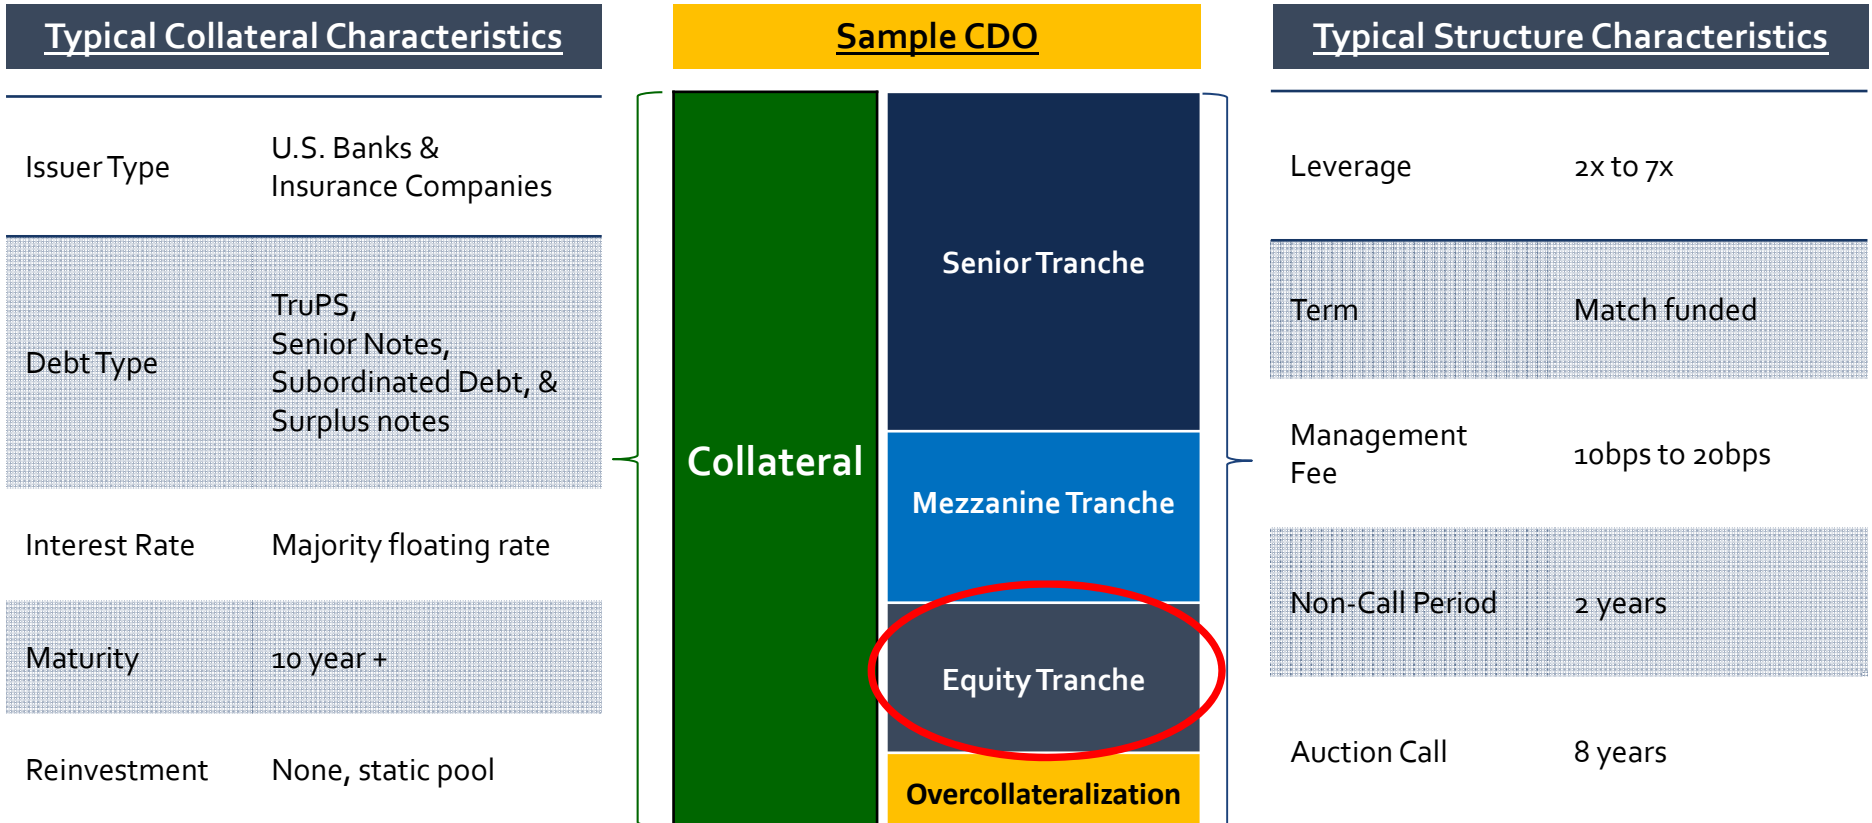 Typical Collateral Characteristics
Issuer Type
U.S. Banks &
Insurance Companies
Debt Type
TruPS,
Senior Notes,
Subordinated Debt, &
Surplus notes
Interest Rate
Majority floating rate
Maturity
10 year +
Reinvestment
None, static pool
Sample CDO
Collateral
Senior Tranche
Mezzanine Tranche
Equity Tranche
Overcollateralization
Typical Structure Characteristics
Leverage
2x to 7x
Term
Match funded
Management
Fee
10bps to 20bps
Non-Call Period
2 years
Auction Call
8 years